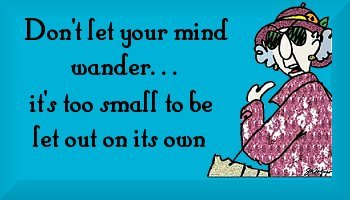 Don't let your mind
wander...
it's too small to be
let out on its own